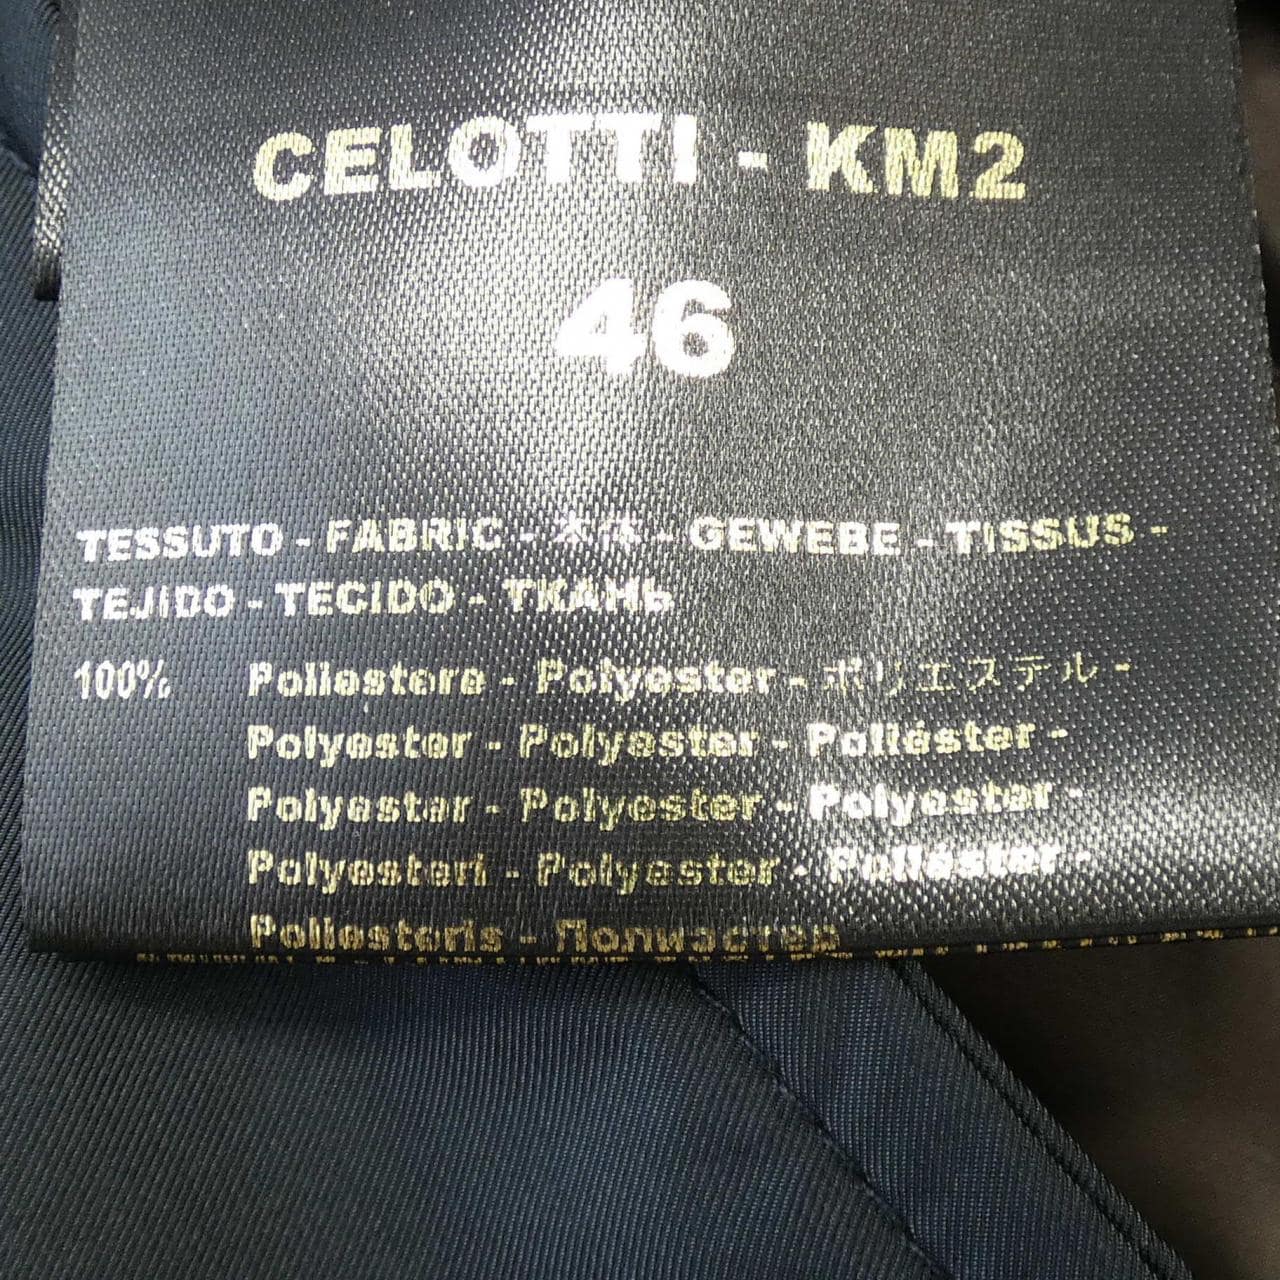 CELOTTI - KM2
46
TESSUTO - FABRIC - 本体 - GEWEBE - TISSUS -
TEJIDO - TECIDO - ТКАНЬ
100% Poliestere - Polyester - ポリエステル -
Polyester - Polyester - Poliéster -
Polyester - Polyester - Polyester -
Polyesteri - Polyester - Poliéster -
Poliesteris - Полиэстер